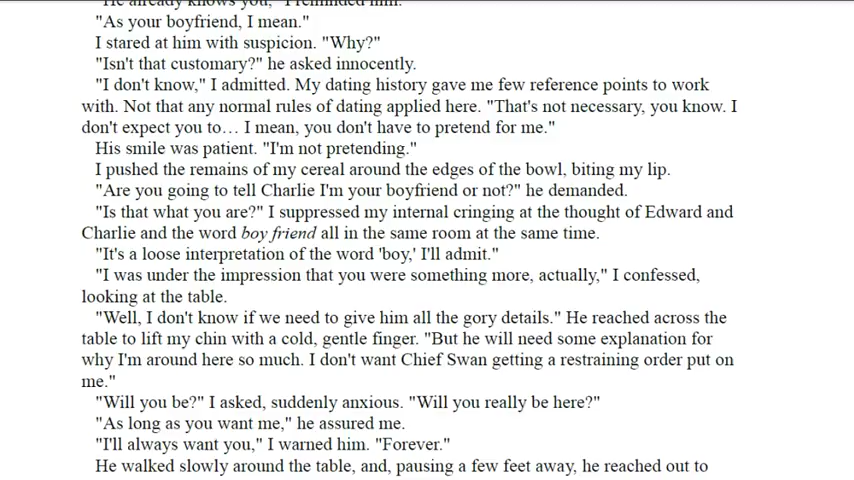 "He already knows you," I reminded him.
"As your boyfriend, I mean."
I stared at him with suspicion. "Why?"
"Isn't that customary?" he asked innocently.
"I don't know," I admitted. My dating history gave me few reference points to work
with. Not that any normal rules of dating applied here. "That's not necessary, you know. I
don't expect you to… I mean, you don't have to pretend for me."
His smile was patient. "I'm not pretending."
I pushed the remains of my cereal around the edges of the bowl, biting my lip.
"Are you going to tell Charlie I'm your boyfriend or not?" he demanded.
"Is that what you are?" I suppressed my internal cringing at the thought of Edward and
Charlie and the word boy friend all in the same room at the same time.
"It's a loose interpretation of the word 'boy,' I'll admit."
"I was under the impression that you were something more, actually," I confessed,
looking at the table.
"Well, I don't know if we need to give him all the gory details." He reached across the
table to lift my chin with a cold, gentle finger. "But he will need some explanation for
why I'm around here so much. I don't want Chief Swan getting a restraining order put on
me."
"Will you be?" I asked, suddenly anxious. "Will you really be here?"
"As long as you want me," he assured me.
"I'll always want you," I warned him. "Forever."
He walked slowly around the table, and, pausing a few feet away, he reached out to